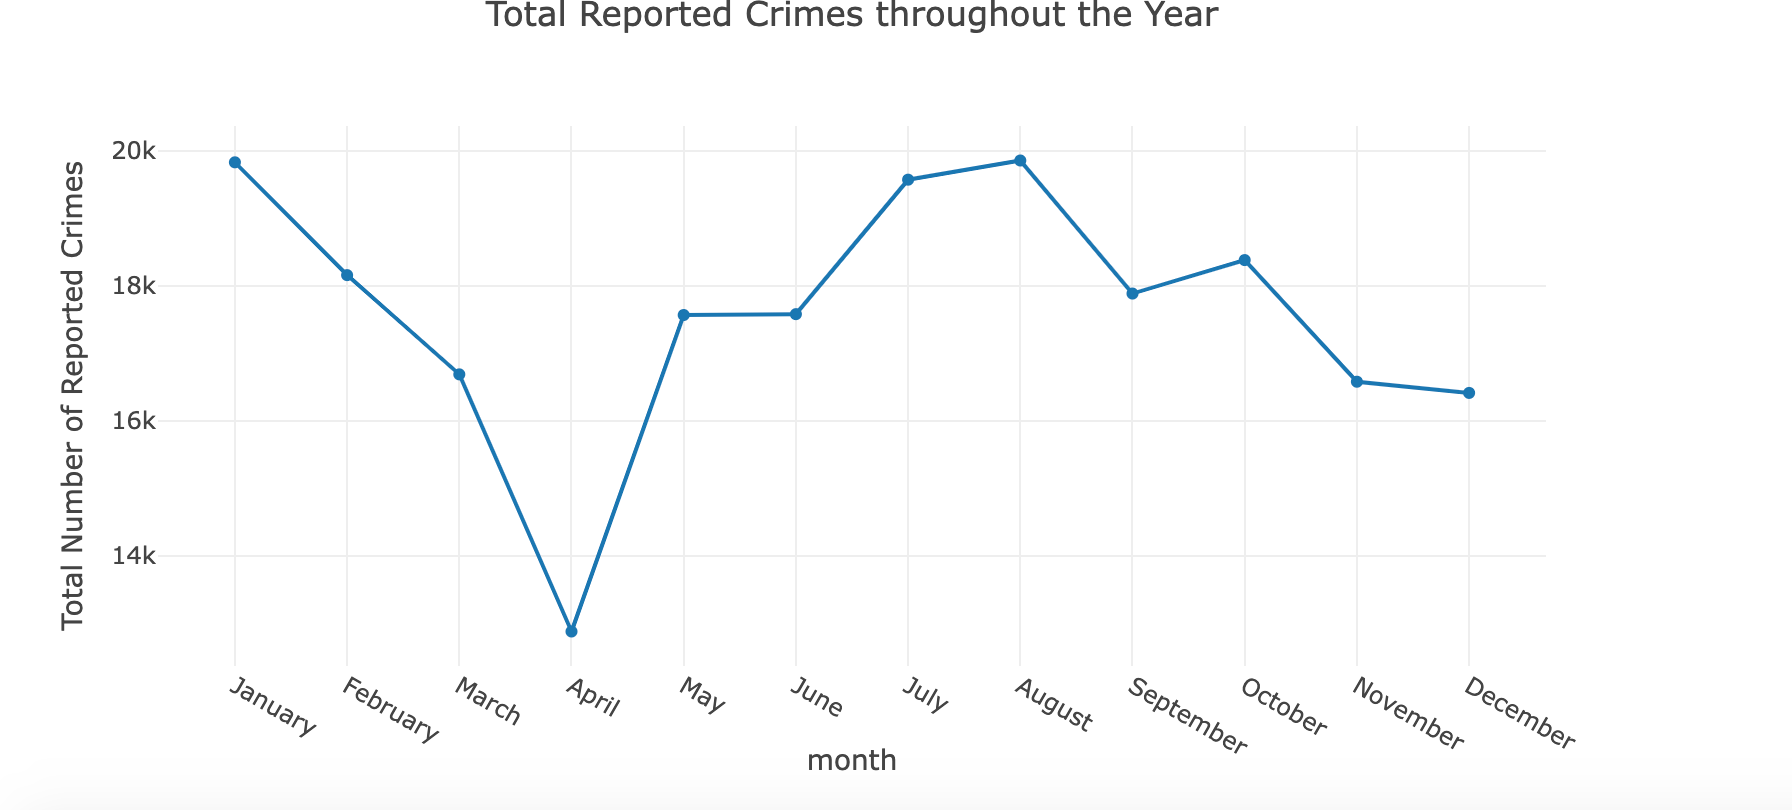 Total Reported Crimes throughout the Year
Total Number of Reported Crimes
20k
18k
16k
14k
January
February
March
April
May
June
July
August
September
October
November
December
month